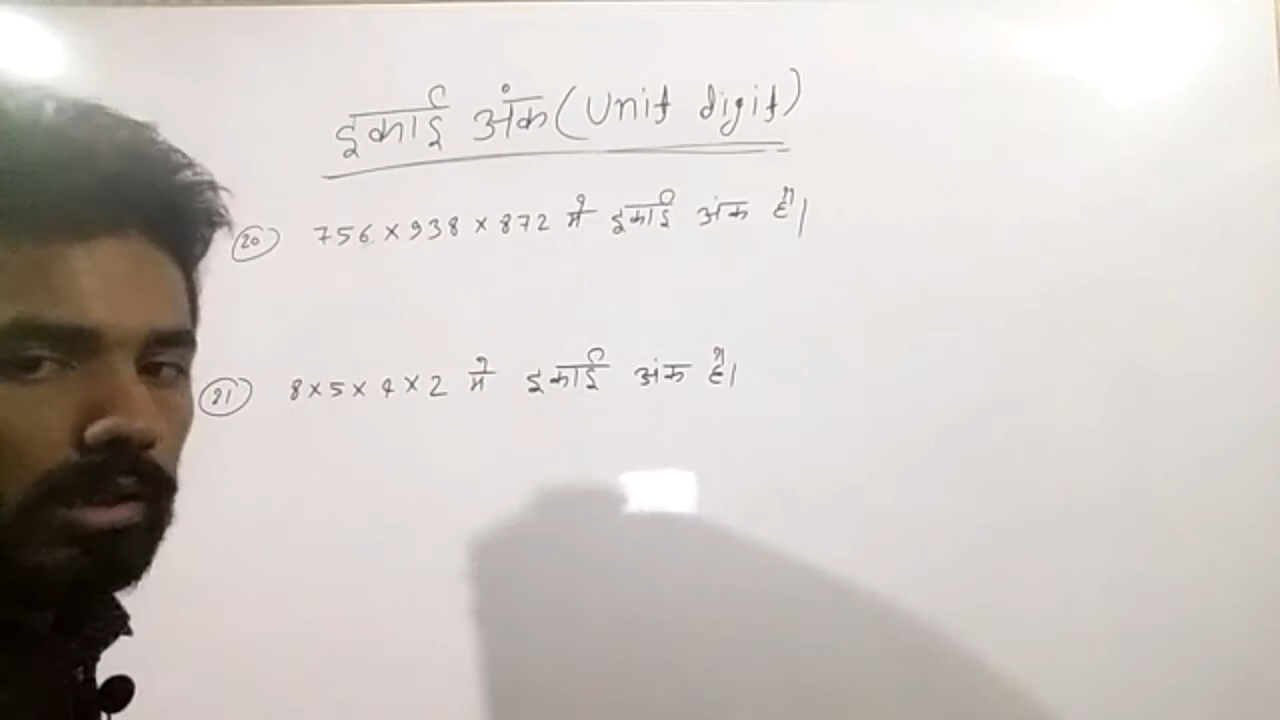 इकाई अंक (Unit digit)
20 756 × 938 × 872 में इकाई अंक है।
21 8 × 5 × 4 × 2 में इकाई अंक है।